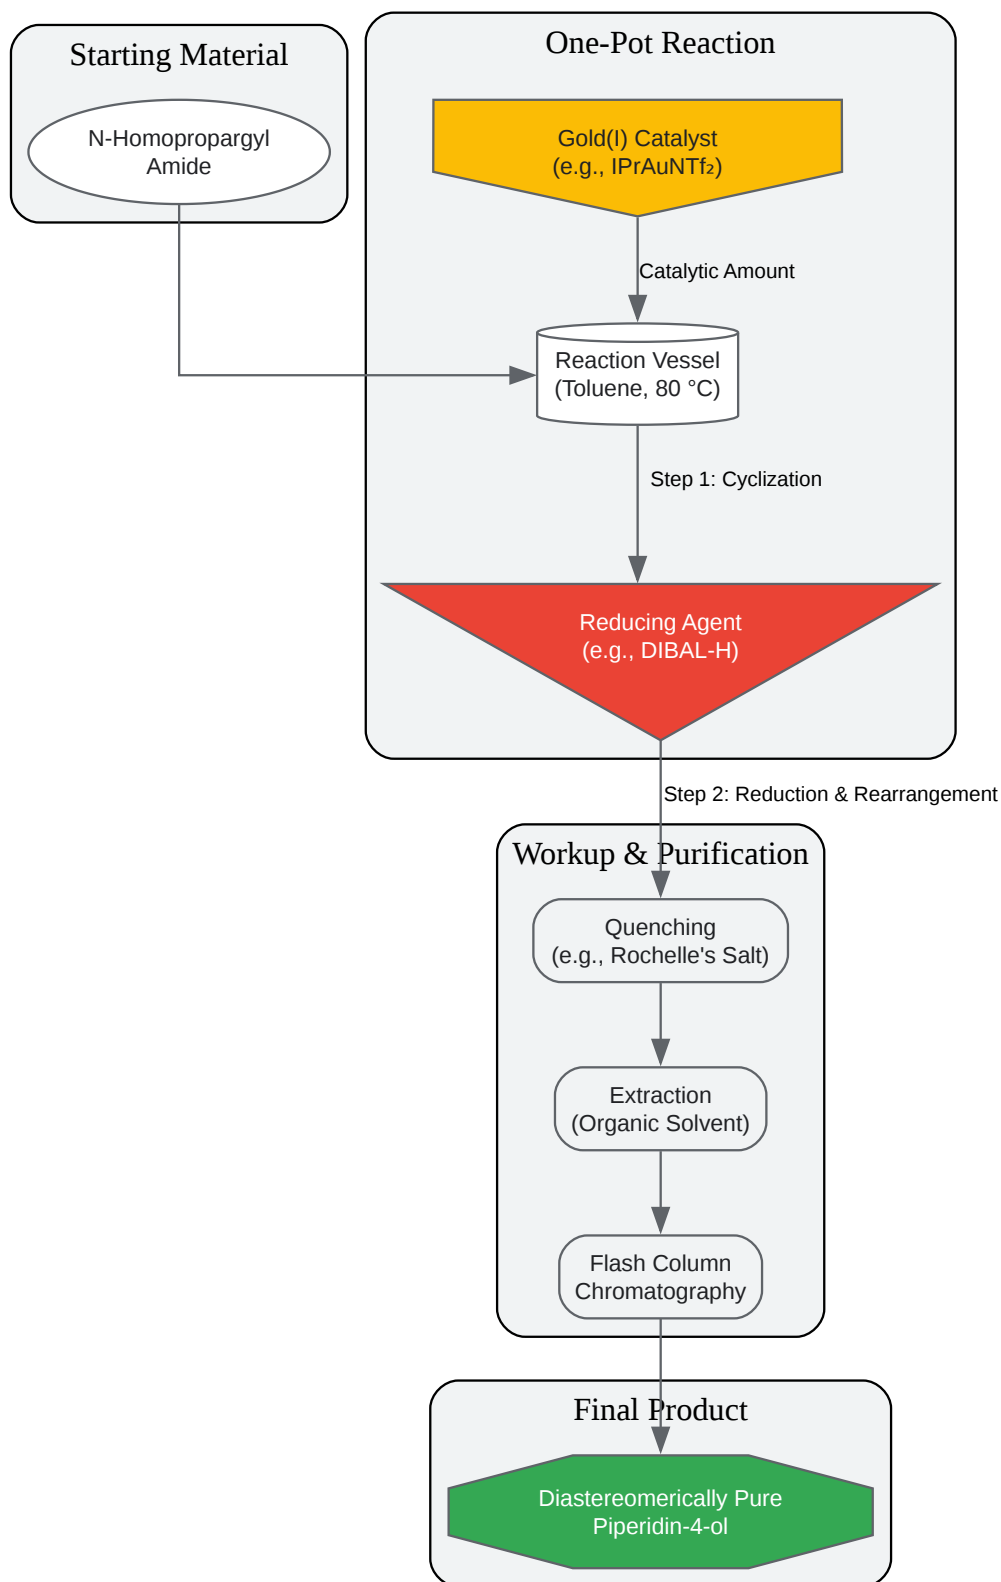 Starting Material
N-Homopropargyl
Amide
One-Pot Reaction
Gold(I) Catalyst
(e.g., IPrAuNTf₂)
Catalytic Amount
Reaction Vessel
(Toluene, 80 °C)
Step 1: Cyclization
Reducing Agent
(e.g., DIBAL-H)
Step 2: Reduction & Rearrangement
Workup & Purification
Quenching
(e.g., Rochelle's Salt)
Extraction
(Organic Solvent)
Flash Column
Chromatography
Final Product
Diastereomerically Pure
Piperidin-4-ol